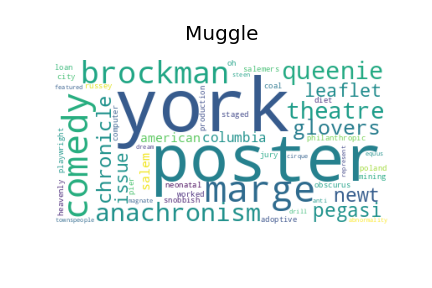 Muggle
loan
oh
brockman
queenie
city
salemers
steen
featured
russky
coal
leaflet
york
diet
comedy
chronicle
computer
production
staged
theatre
glovers
american
columbia
philanthropic
playwright
issue
dream
poster
jury
cirque
represent
equus
salem
poland
mining
heavenly
pier
neonatal
marge
obscurus
newt
worked
snobbish
magnate
anachronism
adoptive
drill
anti
pegasi
townspeople